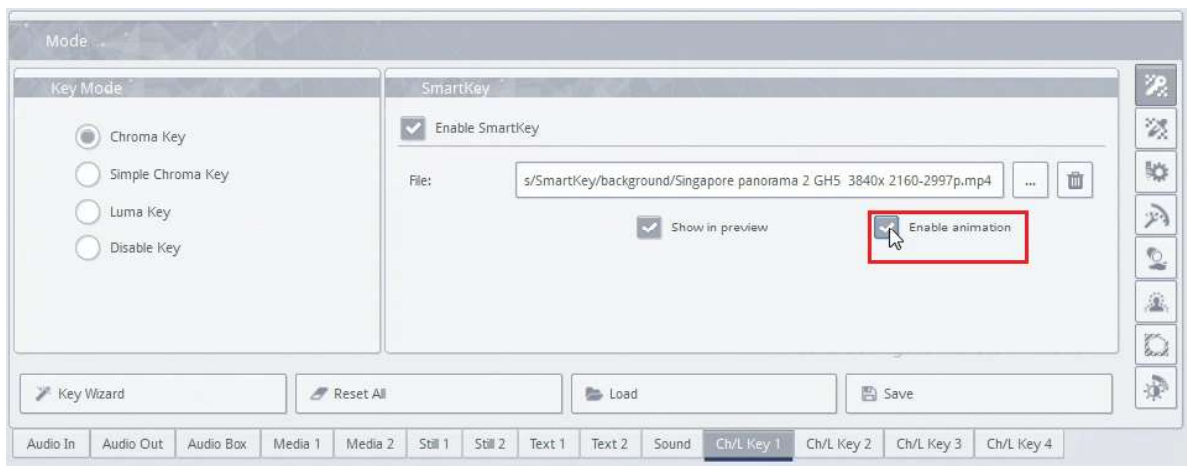 Mode
Key Mode
Chroma Key
Simple Chroma Key
Luma Key
Disable Key
SmartKey
Enable SmartKey
File: s/SmartKey/background/Singapore panorama 2 GH5 3840x 2160-2997p.mp4 ...
Show in preview Enable animation
Key Wizard Reset All Load Save
Audio In Audio Out Audio Box Media 1 Media 2 Still 1 Still 2 Text 1 Text 2 Sound Ch/L Key 1 Ch/L Key 2 Ch/L Key 3 Ch/L Key 4